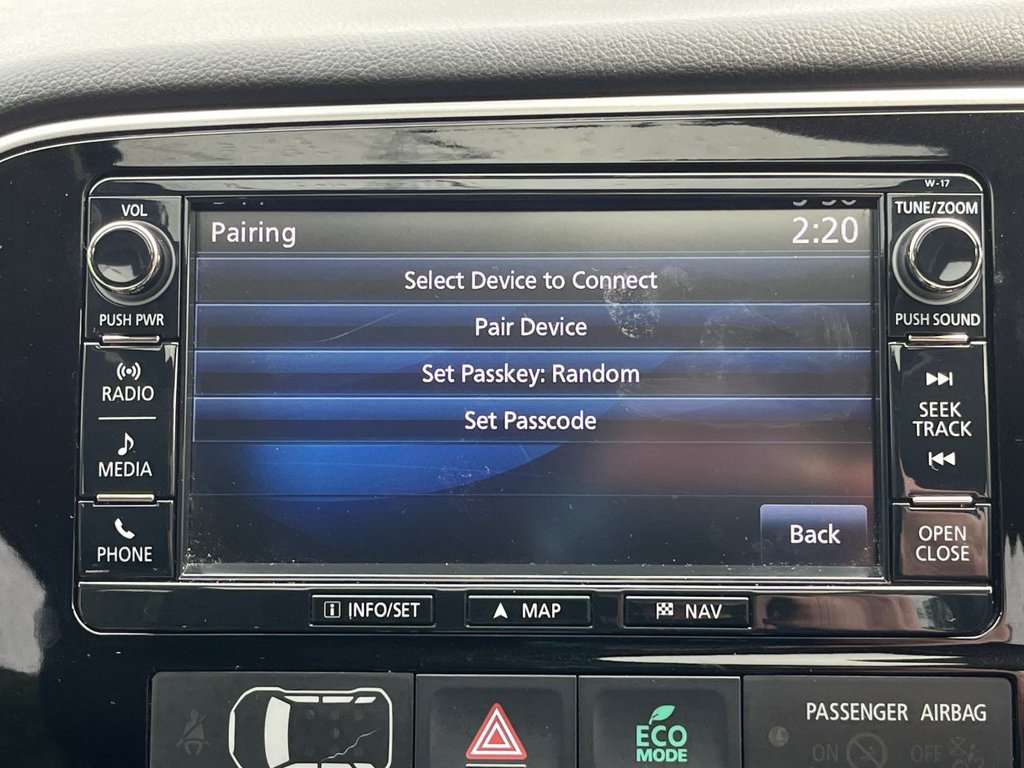 W-17
VOL
TUNE/ZOOM
Pairing
2:20
Select Device to Connect
PUSH PWR
Pair Device
PUSH SOUND
Set Passkey: Random
RADIO
SEEK
TRACK
Set Passcode
MEDIA
Back
PHONE
OPEN
CLOSE
INFO/SET
MAP
NAV
PASSENGER AIRBAG
ECO
MODE
ON
OFF